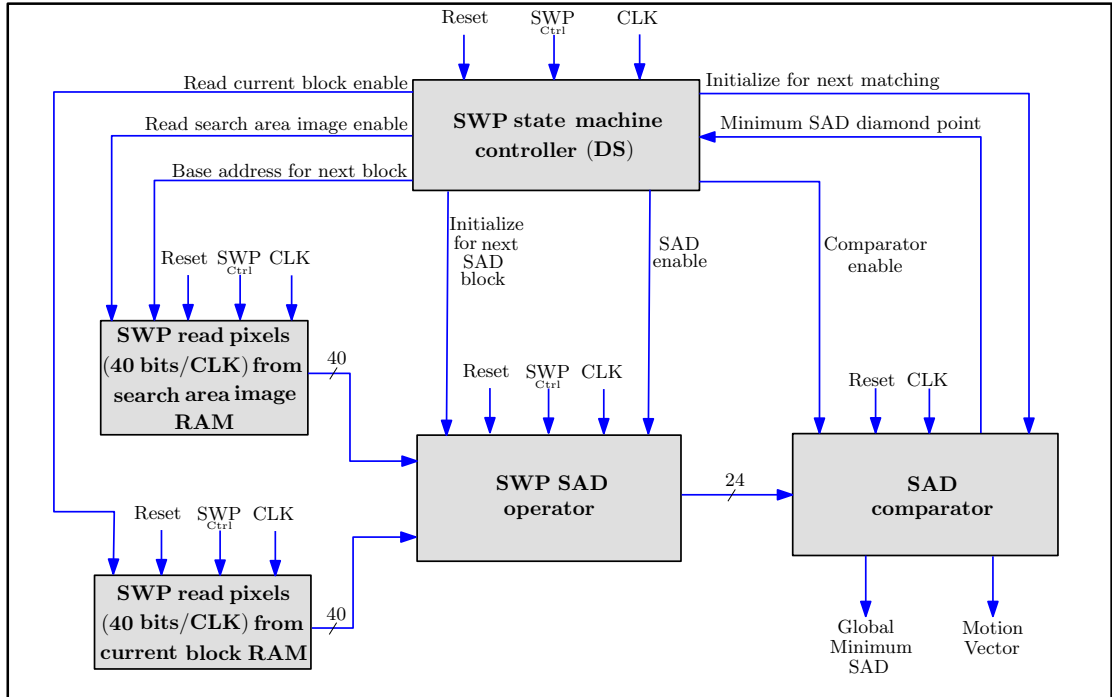 Reset SWP Ctrl CLK
Read current block enable
Initialize for next matching
SWP state machine
controller (DS)
Read search area image enable
Minimum SAD diamond point
Base address for next block
Initialize
for next
SAD
block
SAD
enable
Comparator
enable
Reset SWP Ctrl CLK
SWP read pixels
(40 bits/CLK) from
search area image
RAM
40
Reset SWP Ctrl CLK
Reset CLK
SWP SAD
operator
24
SAD
comparator
Reset SWP Ctrl CLK
SWP read pixels
(40 bits/CLK) from
current block RAM
40
Global
Minimum
SAD
Motion
Vector